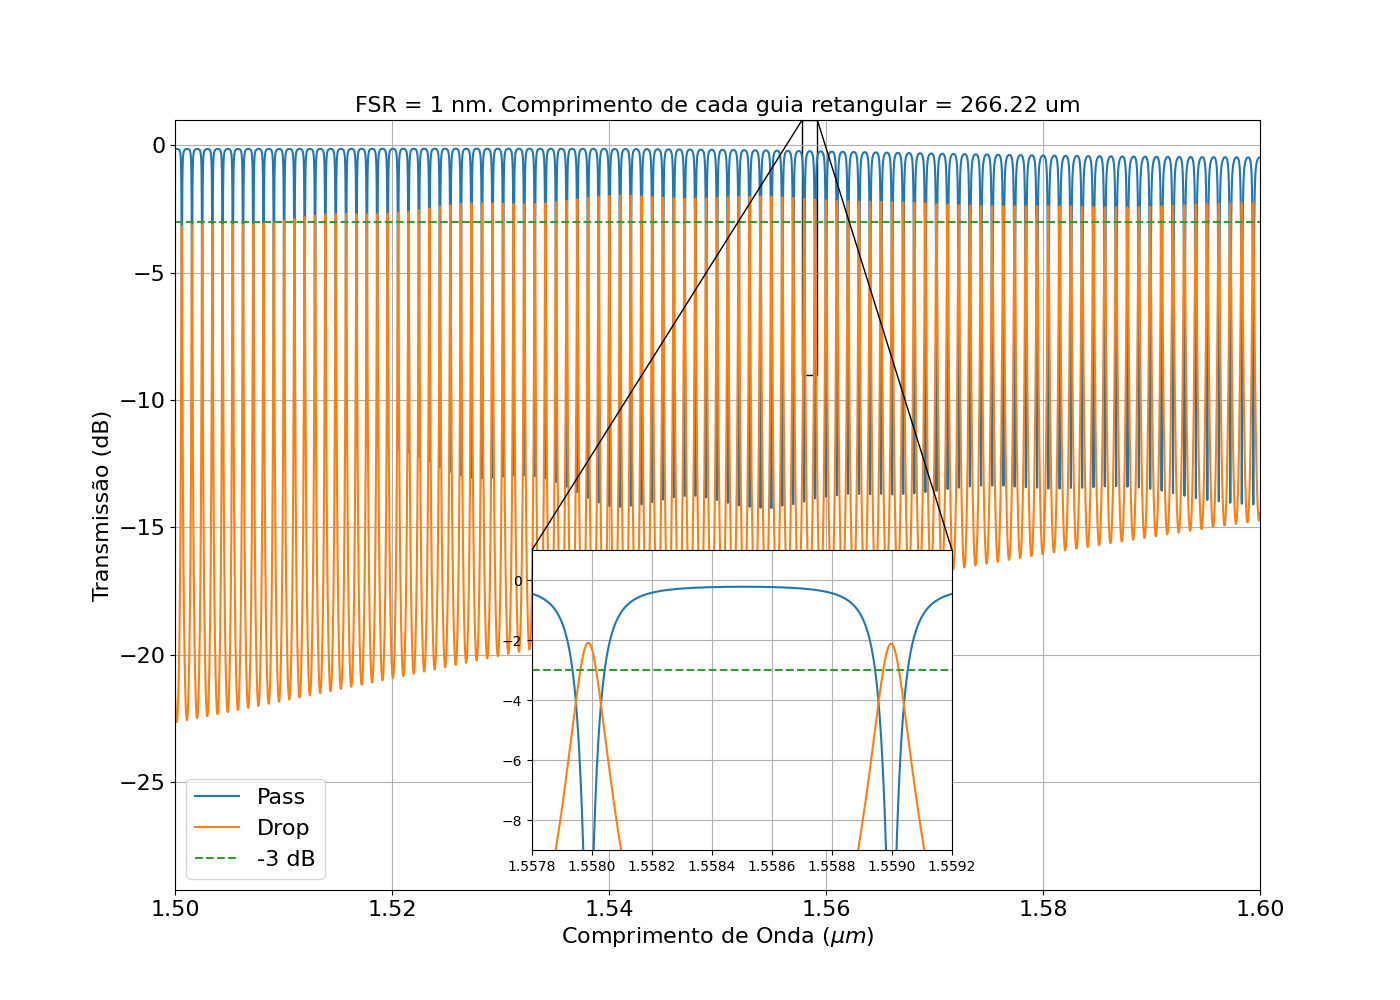 FSR = 1 nm. Comprimento de cada guia retangular = 266.22 um
0
−5
−10
−15
−20
−25
Transmissão (dB)
0
−2
−4
−6
−8
1.5578 1.5580 1.5582 1.5584 1.5586 1.5588 1.5590 1.5592
Pass
Drop
-3 dB
1.50 1.52 1.54 1.56 1.58 1.60
Comprimento de Onda (μm)